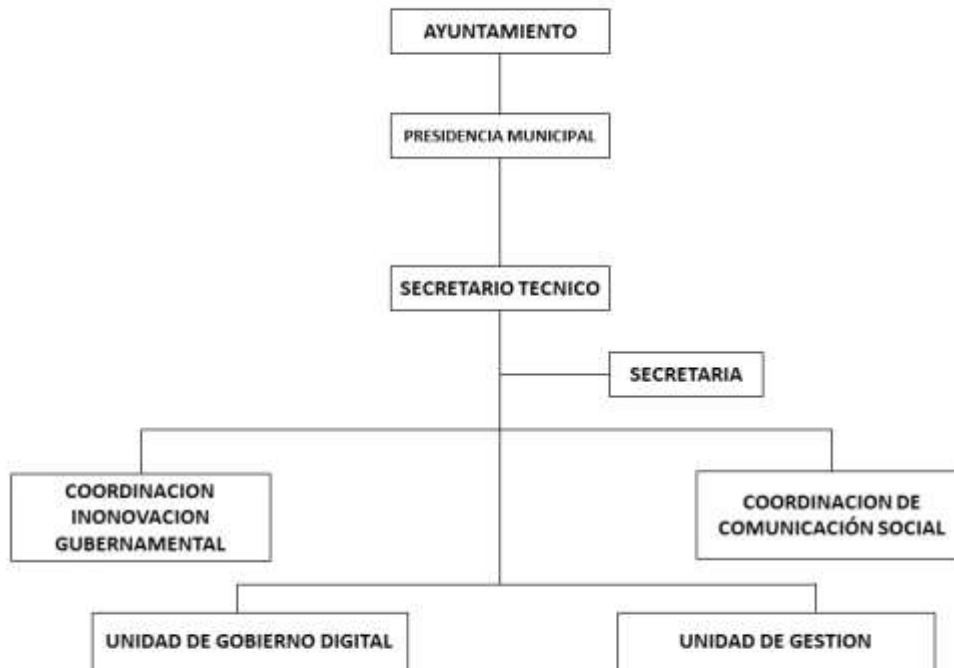 AYUNTAMIENTO
PRESIDENCIA MUNICIPAL
SECRETARIO TECNICO
SECRETARIA
COORDINACION
INONOVACION
GUBERNAMENTAL
COORDINACION DE
COMUNICACIÓN SOCIAL
UNIDAD DE GOBIERNO DIGITAL
UNIDAD DE GESTION